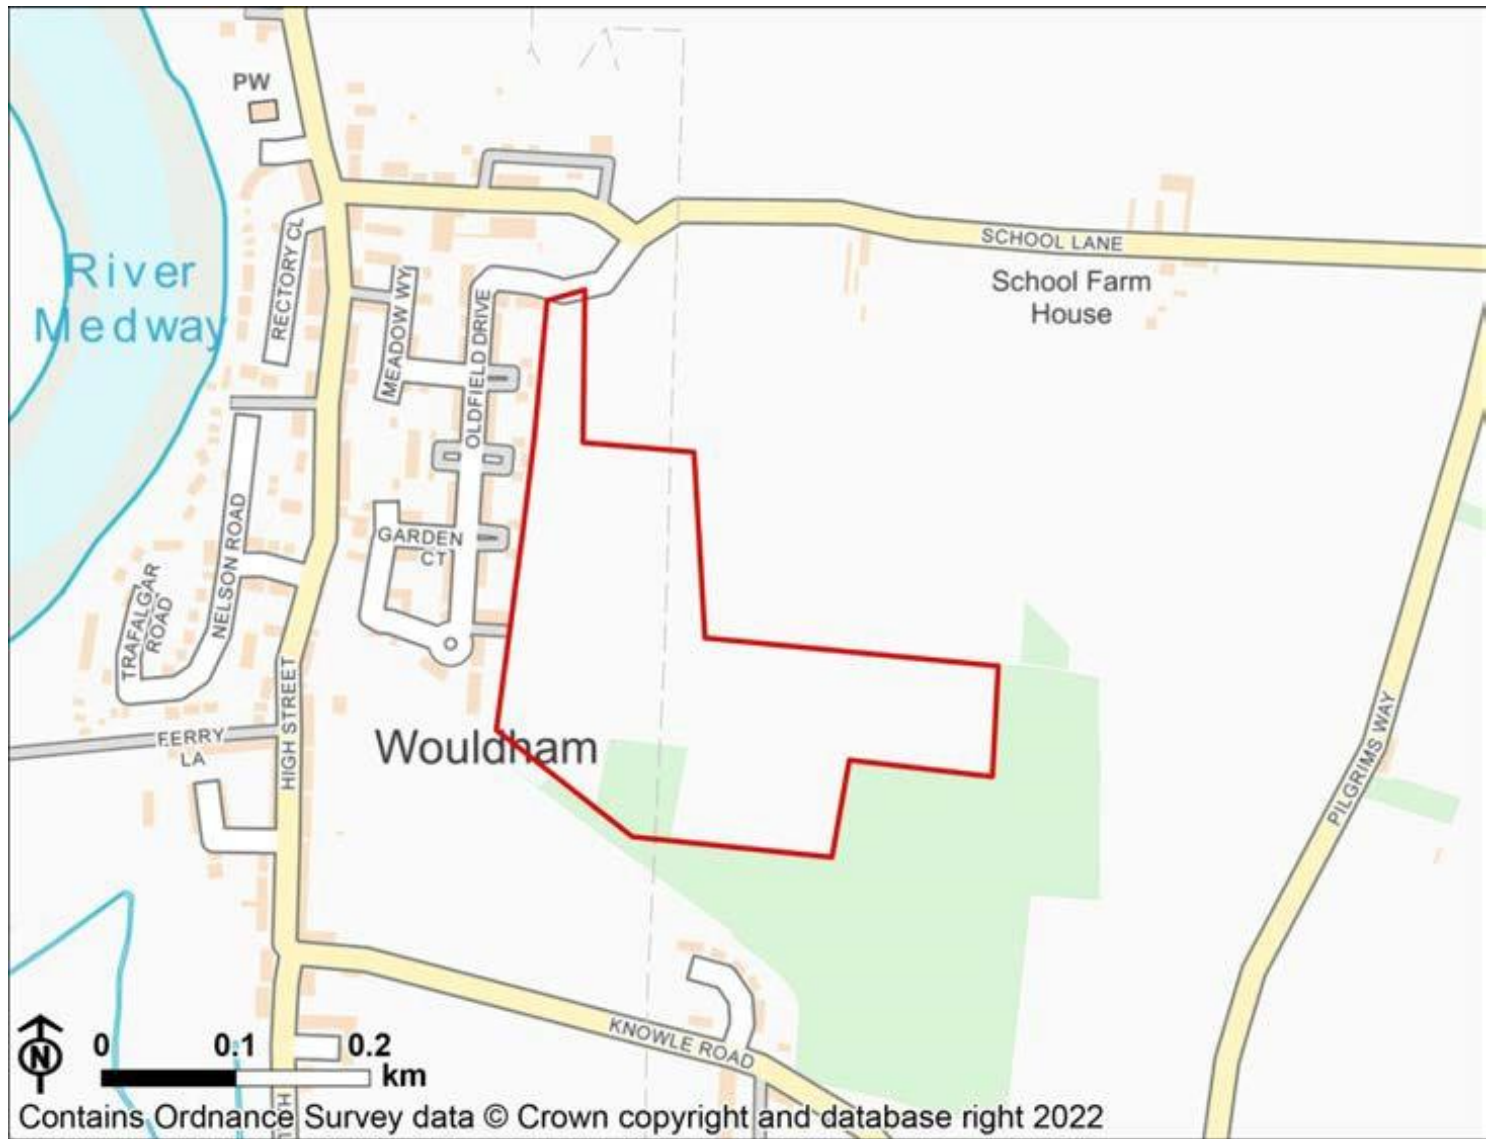 PW
RECTORY CL
River
Medway
MEADOW WY
OLDFIELD DRIVE
SCHOOL LANE
School Farm
House
NELSON ROAD
GARDEN
CT
TRAFALGAR
ROAD
HIGH STREET
FERRY
LA
Wouldham
PILGRIMS WAY
KNOWLE ROAD
N
0 0.1 0.2
km
Contains Ordnance Survey data © Crown copyright and database right 2022